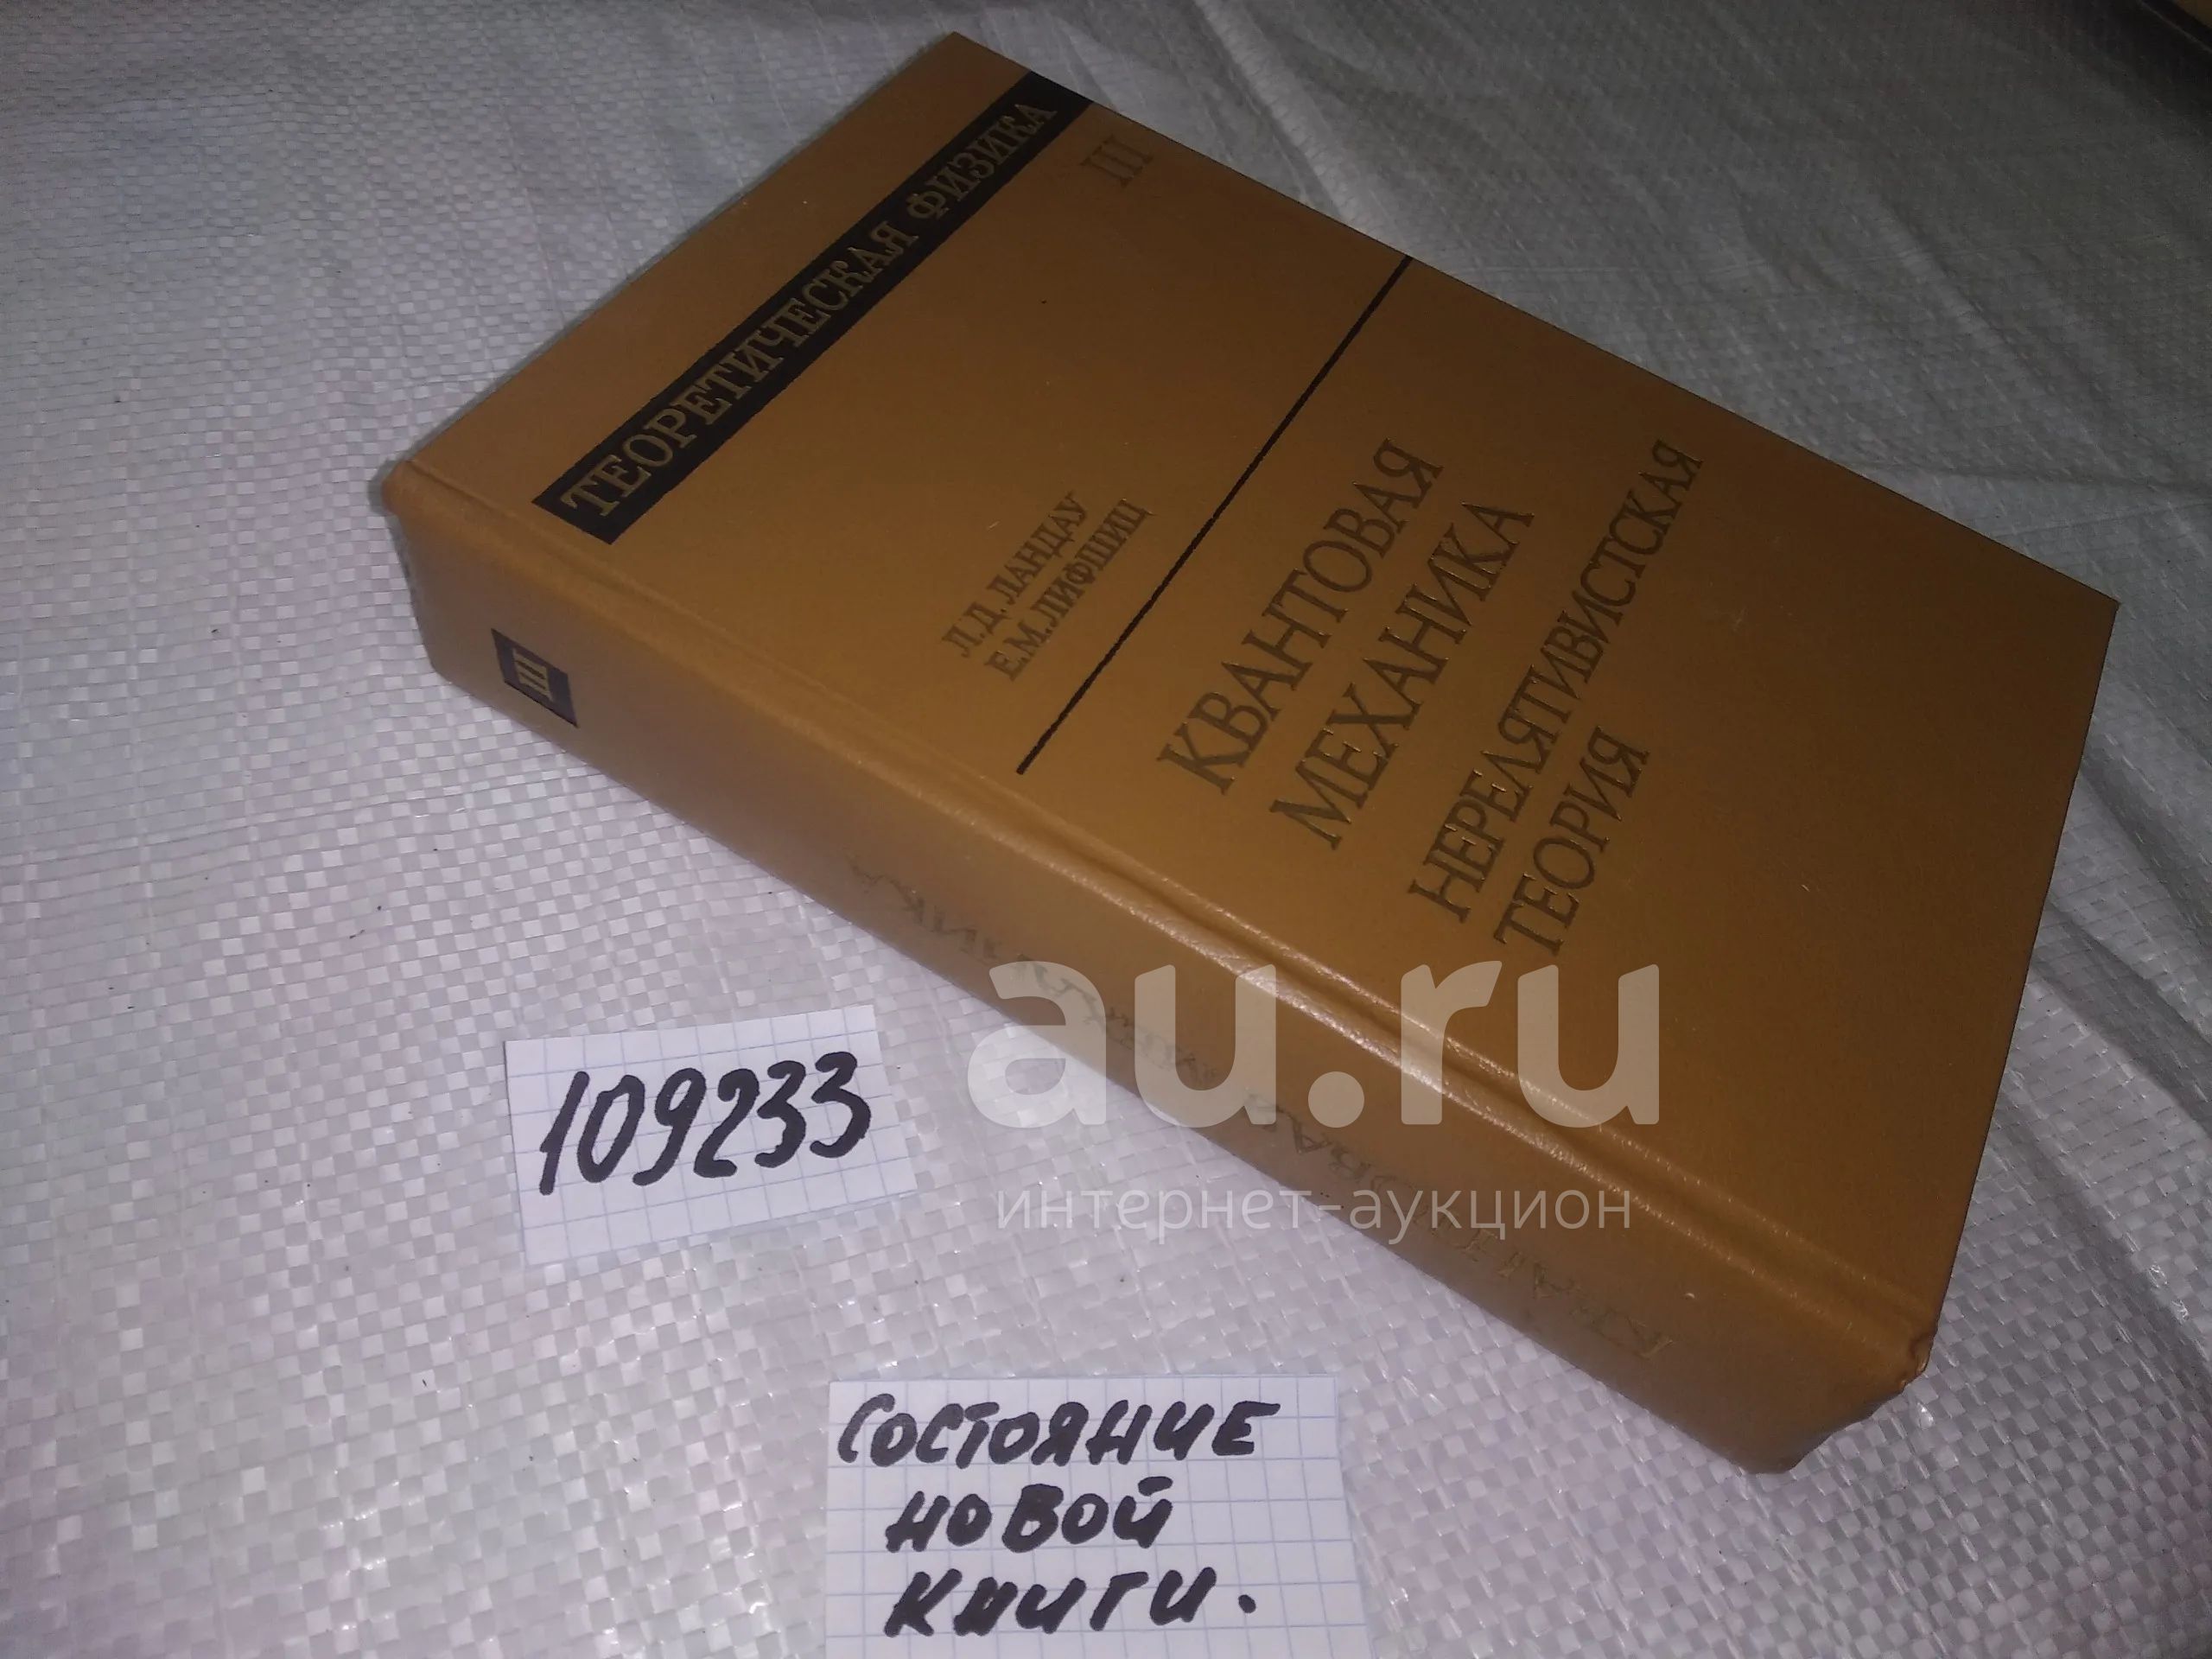 ТЕОРЕТИЧЕСКАЯ ФИЗИКА
III
Л.Д. ЛАНДАУ
Е.М. ЛИФШИЦ
КВАНТОВАЯ
МЕХАНИКА
НЕРЕЛЯТИВИСТСКАЯ
ТЕОРИЯ
III
au.ru
интернет-аукцион
109233
СОСТОЯНИЕ
НОВОЙ
КНИГИ.